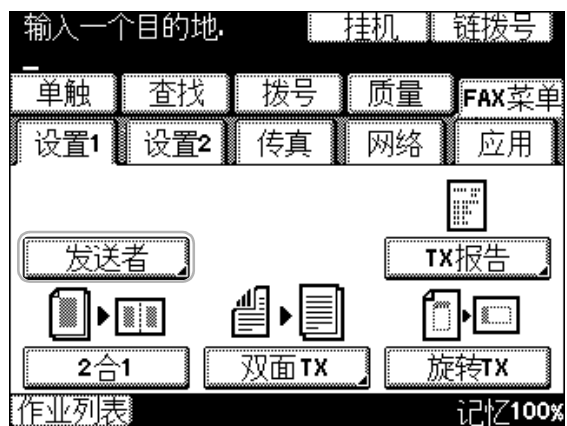 输入一个目的地. 挂机 链拨号
单触 查找 拨号 质量 FAX菜单
设置1 设置2 传真 网络 应用
发送者 TX报告
2合1 双面TX 旋转TX
作业列表 记忆100%